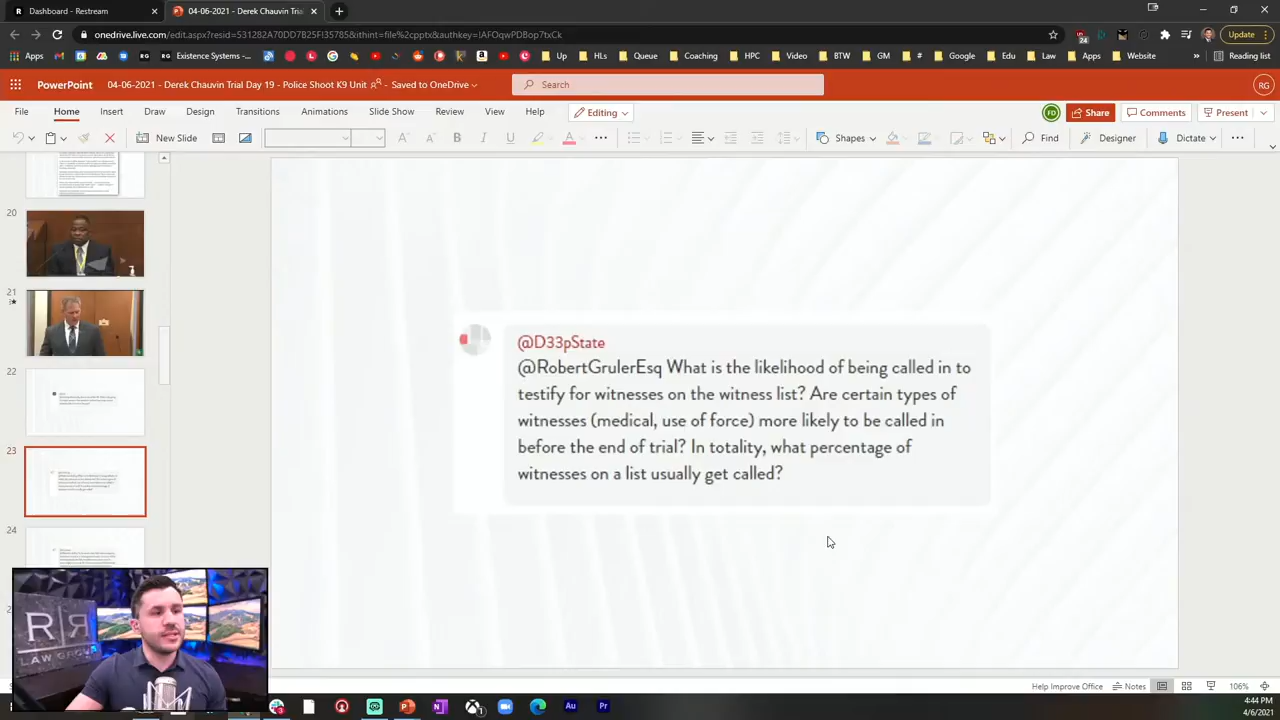 Dashboard - Restream
04-06-2021 - Derek Chauvin Tri
onedrive.live.com/edit.aspx?resid=531282A70DD7B25F!35785&ithint=file%2cpptx&authkey=!AFOqwPDBop7txCk
Update
Apps
Existence Systems -
Up
HLs
Queue
Coaching
HPC
Video
BTW
GM
#
Google
Edu
Law
Apps
Website
»
Reading list
PowerPoint
04-06-2021 - Derek Chauvin Trial Day 19 - Police Shoot K9 Unit
- Saved to OneDrive
Search
RG
File
Home
Insert
Draw
Design
Transitions
Animations
Slide Show
Review
View
Help
Editing
FD
Share
Comments
Present
New Slide
B
I
U
Shapes
Find
Designer
Dictate
20
21
22
23
24
@D33pState
@RobertGrulerEsq What is the likelihood of being called in to
testify for witnesses on the witness list? Are certain types of
witnesses (medical, use of force) more likely to be called in
before the end of trial? In totality, what percentage of
witnesses on a list usually get called?
R|R
LAW GROUP
Help Improve Office
Notes
106%
4:44 PM
4/6/2021